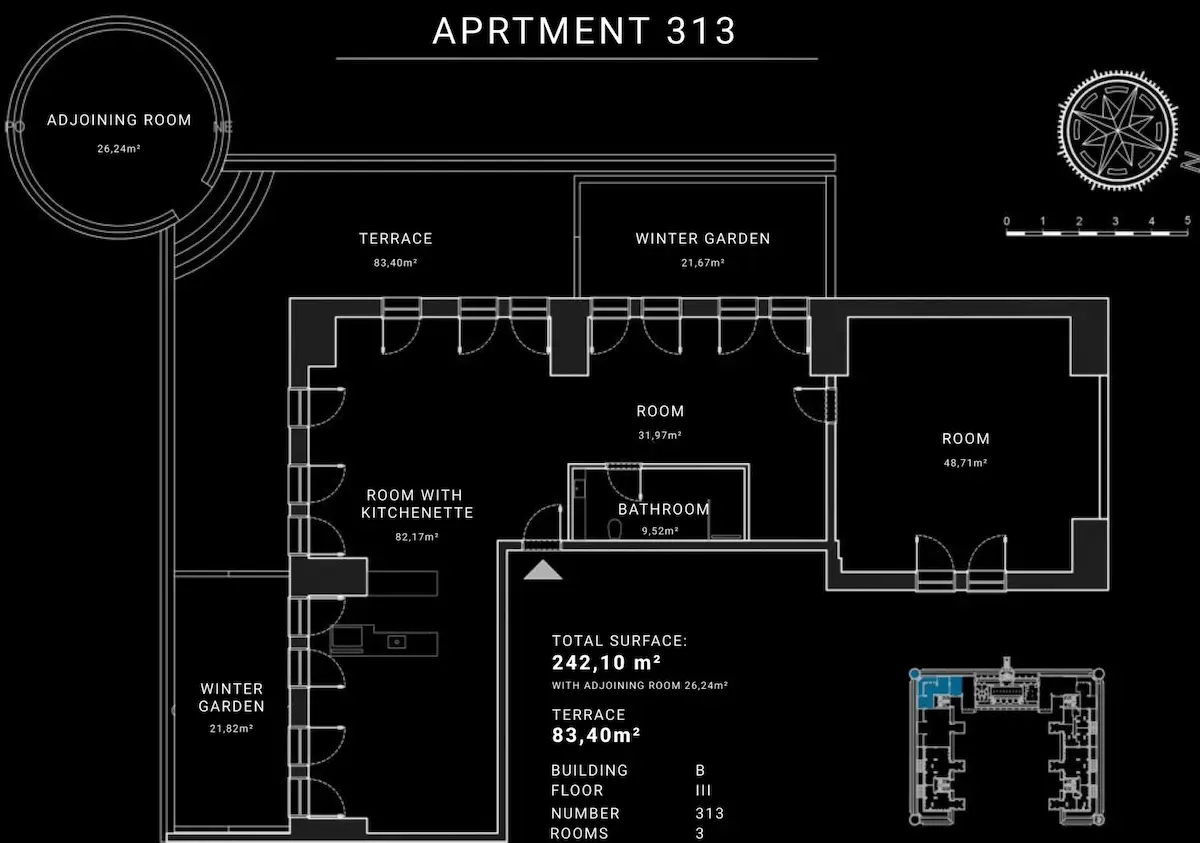 APRTMENT 313
ADJOINING ROOM
26,24m²
PO
NE
N
0 1 2 3 4 5
TERRACE
83,40m²
WINTER GARDEN
21,67m²
ROOM
31,97m²
ROOM
48,71m²
ROOM WITH
KITCHENETTE
82,17m²
BATHROOM
9,52m²
WINTER
GARDEN
21,82m²
TOTAL SURFACE:
242,10 m²
WITH ADJOINING ROOM 26,24m²
TERRACE
83,40m²
BUILDING B
FLOOR III
NUMBER 313
ROOMS 3